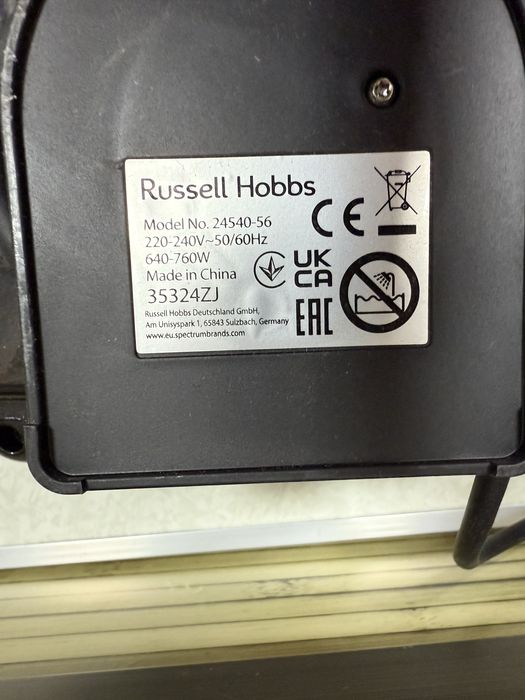 Russell Hobbs
CE
Model No. 24540-56
220-240V~50/60Hz
640-760W
Made in China
35324ZJ
UK
CA
EAC
Russell Hobbs Deutschland GmbH,
Am Unisyspark 1, 65843 Sulzbach, Germany
www.eu.spectrumbrands.com